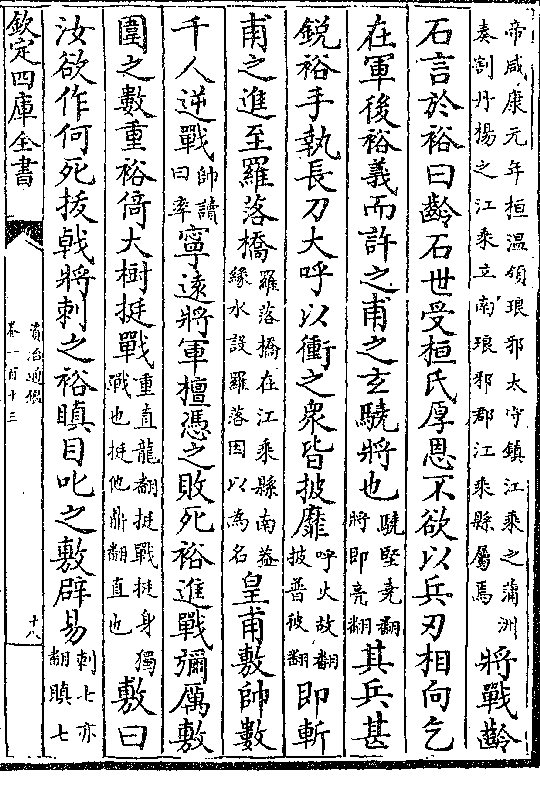 帝咸康元年桓溫領琅邪太守鎮江乘之蒲洲
奏割丹揚之江乘立南琅邪郡江乘縣屬焉
將戰齡
石言於裕曰齡石世受桓氏厚恩不欲以兵刃相向乞
在軍後裕義而許之甫之玄驍將也
驍堅堯翻
將即亮翻
其兵甚
銳裕手執長刀大呼以衝之衆皆披靡
呼火故翻
披普彼翻
即斬
甫之進至羅落橋
羅落橋在江乘縣南蓋
緣水設羅落因以為名
皇甫敷帥數
千人逆戰
帥讀
曰率
寧遠將軍檀憑之敗死裕進戰彌厲敷
圍之數重裕倚大樹挺戰
重直龍翻挺戰挺身獨
戰也挺他鼎翻直也
敷曰
汝欲作何死拔戟將刺之裕瞋目叱之敷辟易
刺七亦
翻瞋七
欽定四庫全書
資治通鑑
卷一百十三
十八